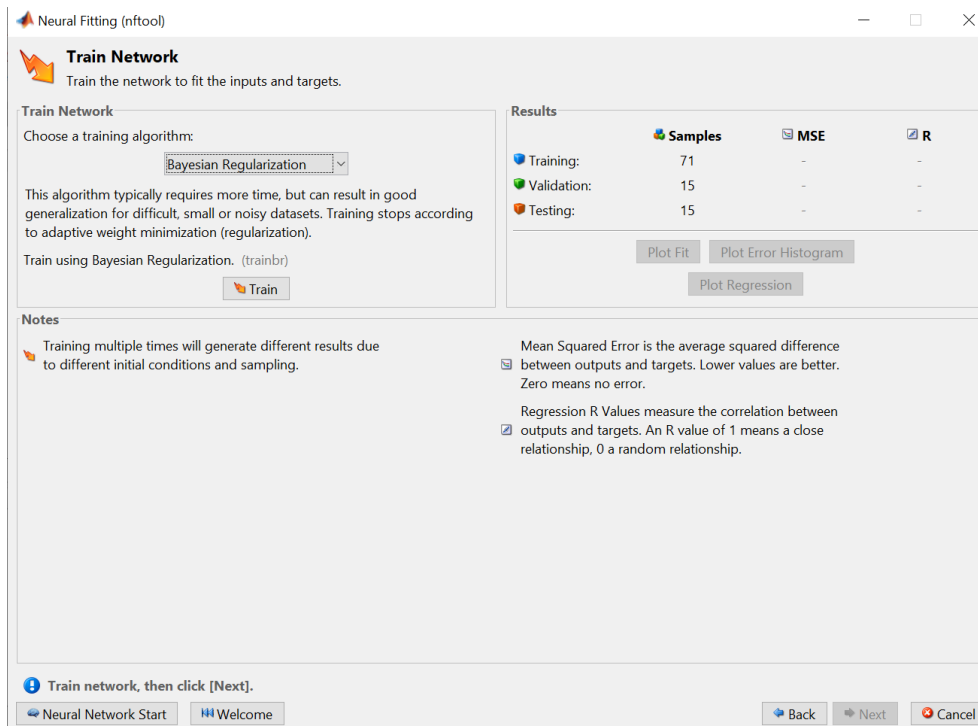 Neural Fitting (nftool)
Train Network
Train the network to fit the inputs and targets.
Train Network
Choose a training algorithm:
Bayesian Regularization
This algorithm typically requires more time, but can result in good
generalization for difficult, small or noisy datasets. Training stops according
to adaptive weight minimization (regularization).
Train using Bayesian Regularization. (trainbr)
Train
Results
Samples MSE R
Training: 71 - -
Validation: 15 - -
Testing: 15 - -
Plot Fit Plot Error Histogram
Plot Regression
Notes
Training multiple times will generate different results due
to different initial conditions and sampling.
Mean Squared Error is the average squared difference
between outputs and targets. Lower values are better.
Zero means no error.
Regression R Values measure the correlation between
outputs and targets. An R value of 1 means a close
relationship, 0 a random relationship.
Train network, then click [Next].
Neural Network Start Welcome Back Next Cancel